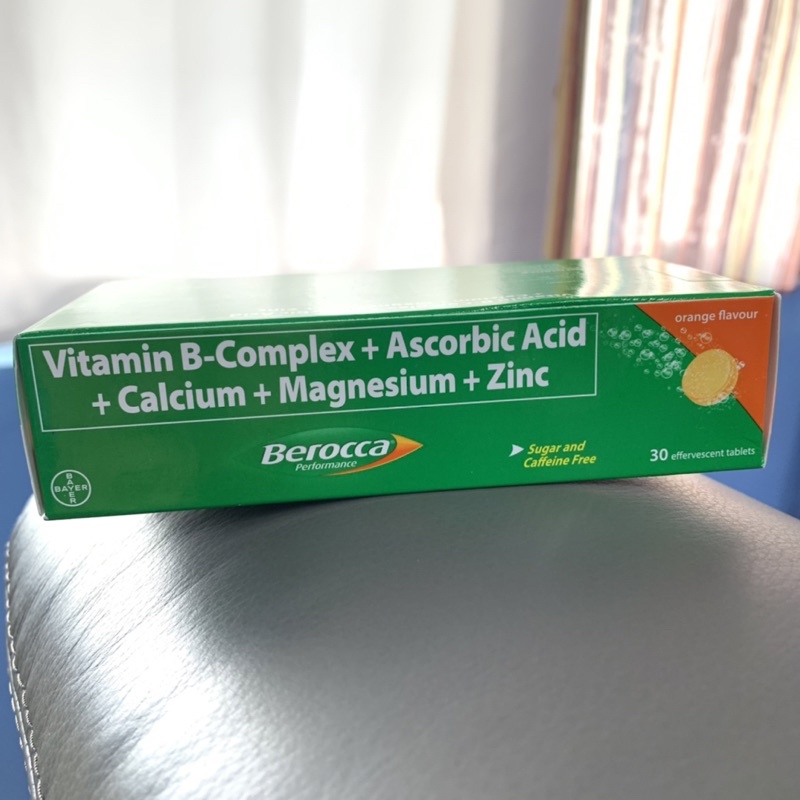 Vitamin B-Complex + Ascorbic Acid
+ Calcium + Magnesium + Zinc
orange flavour
Berocca
Performance
Sugar and
Caffeine Free
30 effervescent tablets
BAYER
BAYER